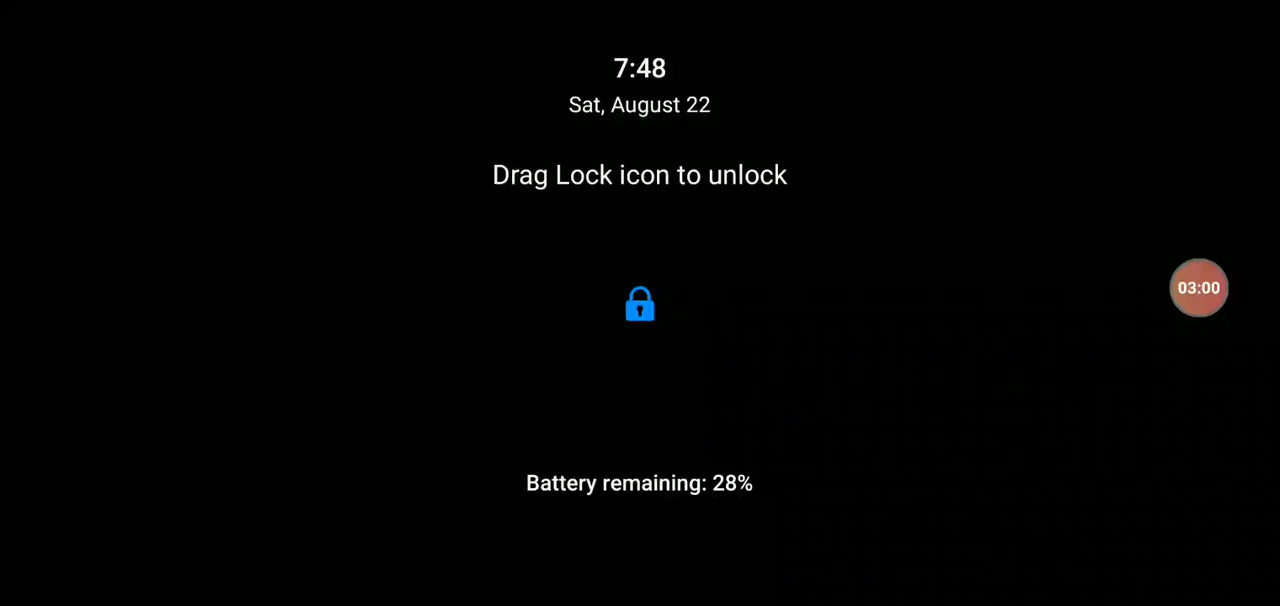 7:48
Sat, August 22
Drag Lock icon to unlock
03:00
Battery remaining: 28%